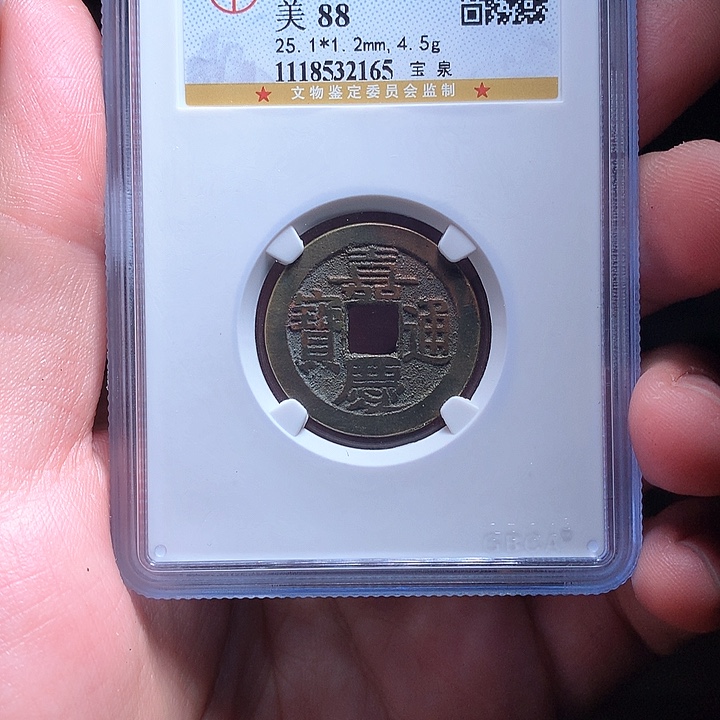 美 88
25.1*1.2mm, 4.5g
1118532165 宝泉
★ 文物鉴定委员会监制 ★
嘉慶通寶
GBCA